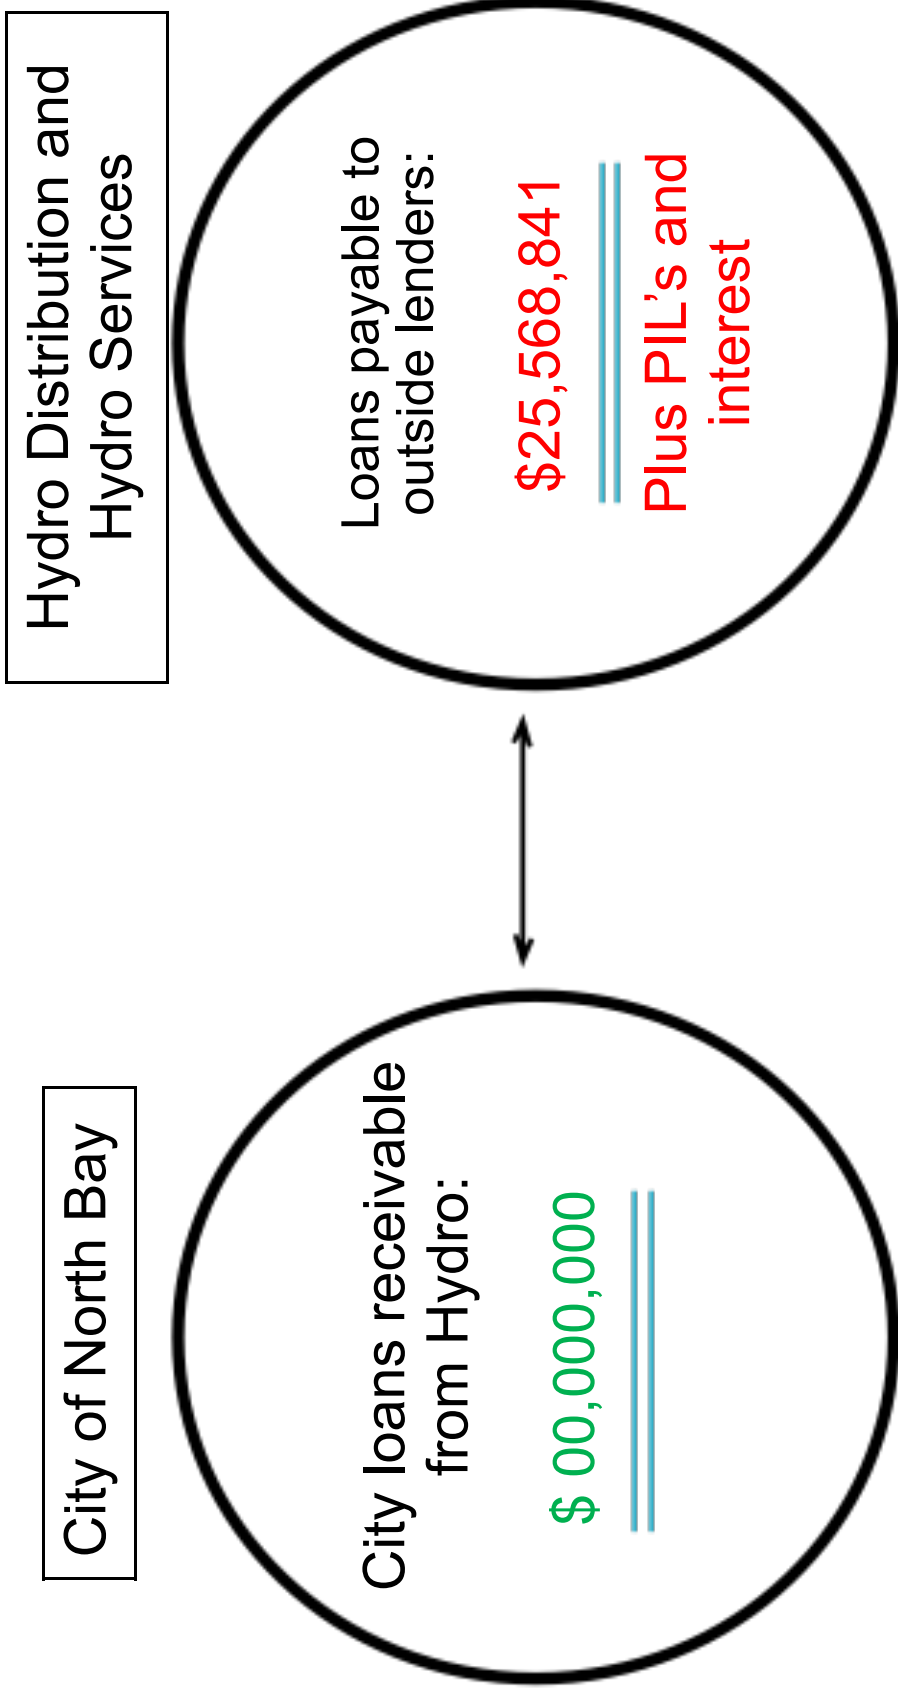 City of North Bay
City loans receivable
from Hydro:
$ 00,000,000
Hydro Distribution and
Hydro Services
Loans payable to
outside lenders:
$25,568,841
Plus PIL’s and
interest